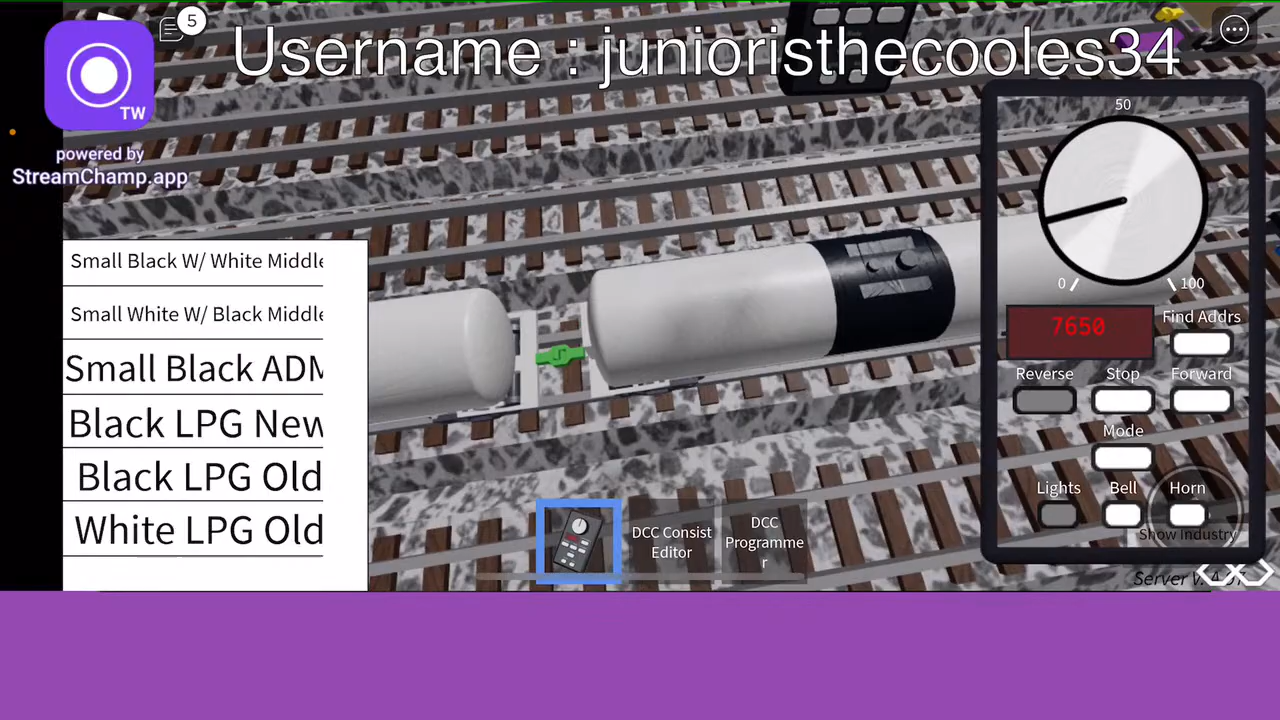 5
Username : junioristhecooles34
TW
powered by
StreamChamp.app
Small Black W/ White Middle
Small White W/ Black Middle
Small Black ADM
Black LPG New
Black LPG Old
White LPG Old
50
0
100
7650
Find Addrs
Reverse
Stop
Forward
Mode
Lights
Bell
Horn
Show Industry
DCC Consist
Editor
DCC
Programme
r
Server V.